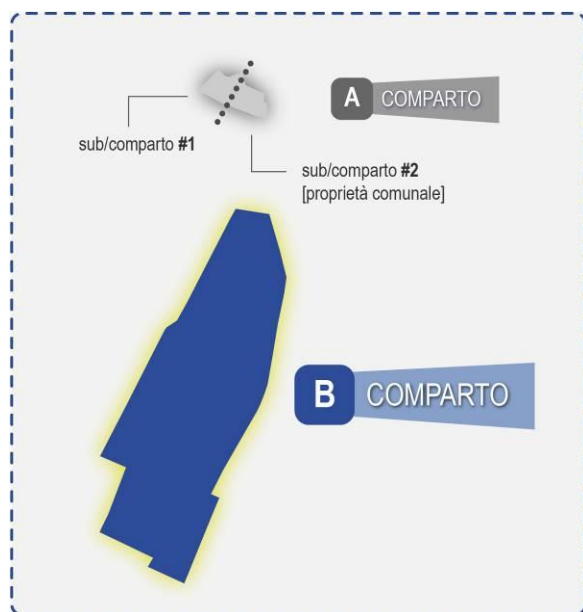 A COMPARTO
sub/comparto #1
sub/comparto #2
[proprietà comunale]
B COMPARTO